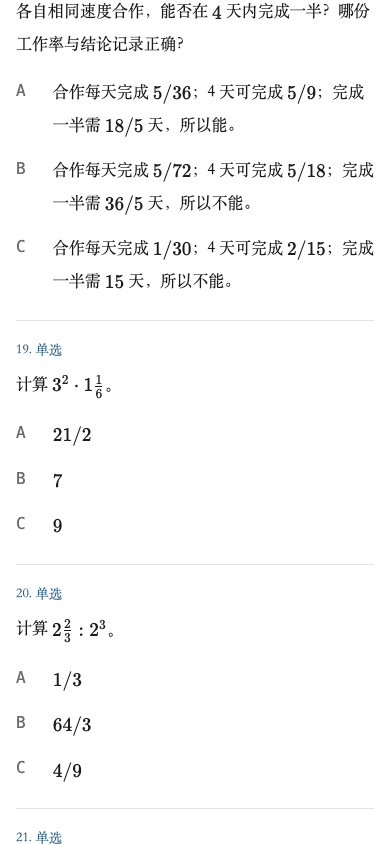 各自相同速度合作，能否在 4 天内完成一半？哪份
工作率与结论记录正确？
A 合作每天完成 5/36；4 天可完成 5/9；完成
一半需 18/5 天，所以能。
B 合作每天完成 5/72；4 天可完成 5/18；完成
一半需 36/5 天，所以不能。
C 合作每天完成 1/30；4 天可完成 2/15；完成
一半需 15 天，所以不能。
19. 单选
计算 3² · 1 1/6。
A 21/2
B 7
C 9
20. 单选
计算 2 2/3 : 2³。
A 1/3
B 64/3
C 4/9
21. 单选